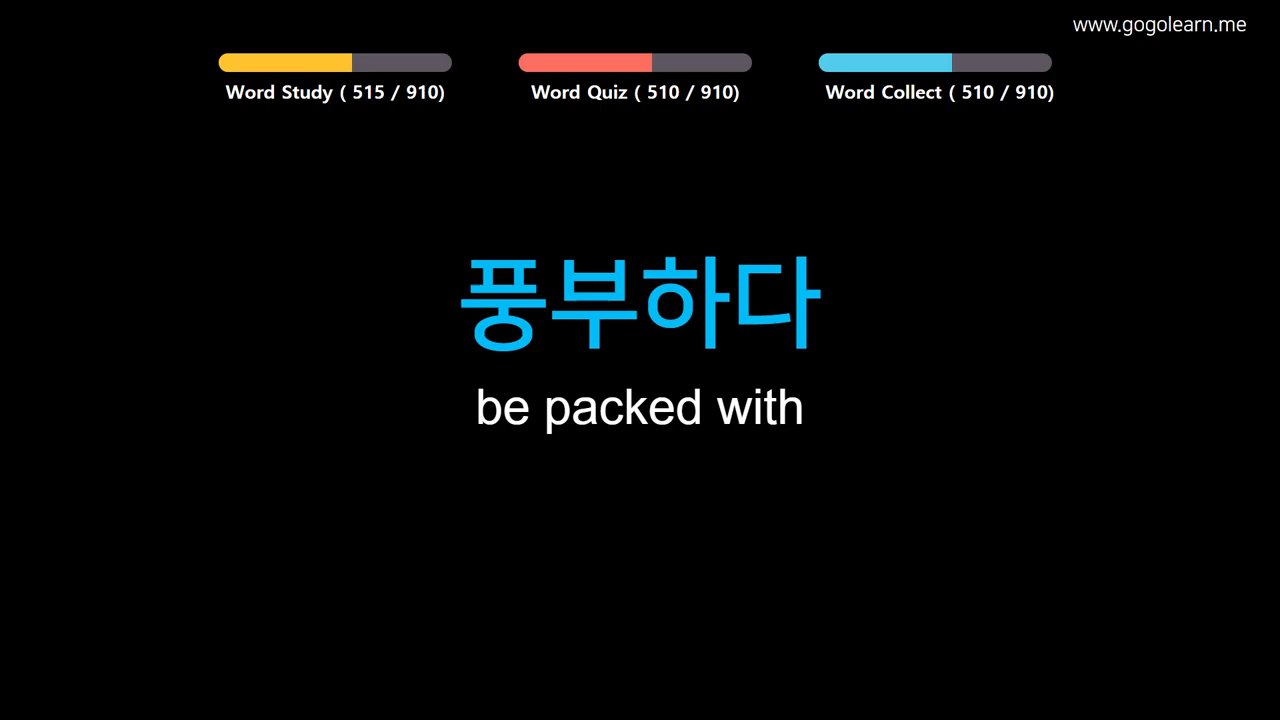 www.gogolearn.me
Word Study ( 515 / 910)
Word Quiz ( 510 / 910)
Word Collect ( 510 / 910)
풍부하다
be packed with